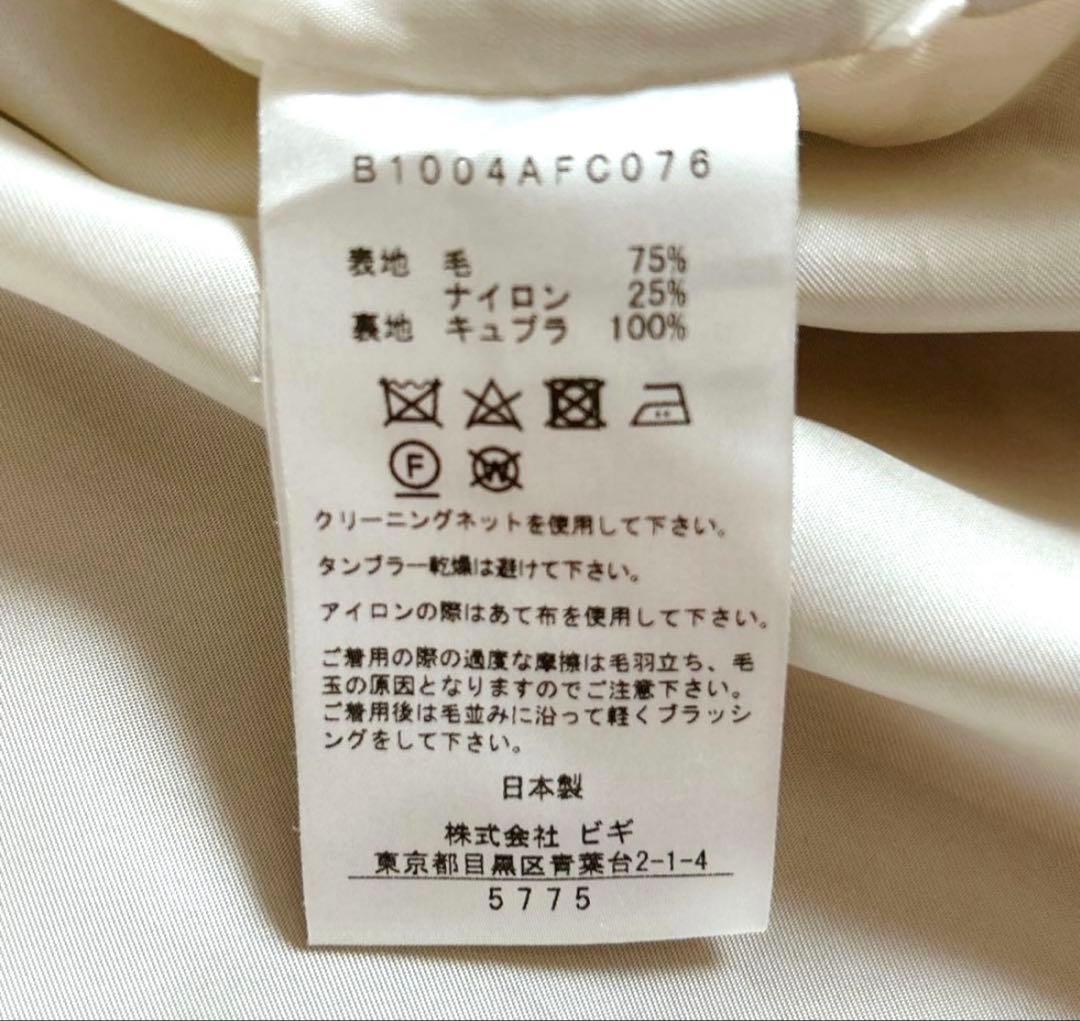 B1004AFC076
表地 毛 75%
ナイロン 25%
裏地 キュプラ 100%
F
W
クリーニングネットを使用して下さい。
タンブラー乾燥は避けて下さい。
アイロンの際はあて布を使用して下さい。
ご着用の際の過度な摩擦は毛羽立ち、毛
玉の原因となりますのでご注意下さい。
ご着用後は毛並みに沿って軽くブラッシ
ングをして下さい。
日本製
株式会社 ビギ
東京都目黒区青葉台2-1-4
5775